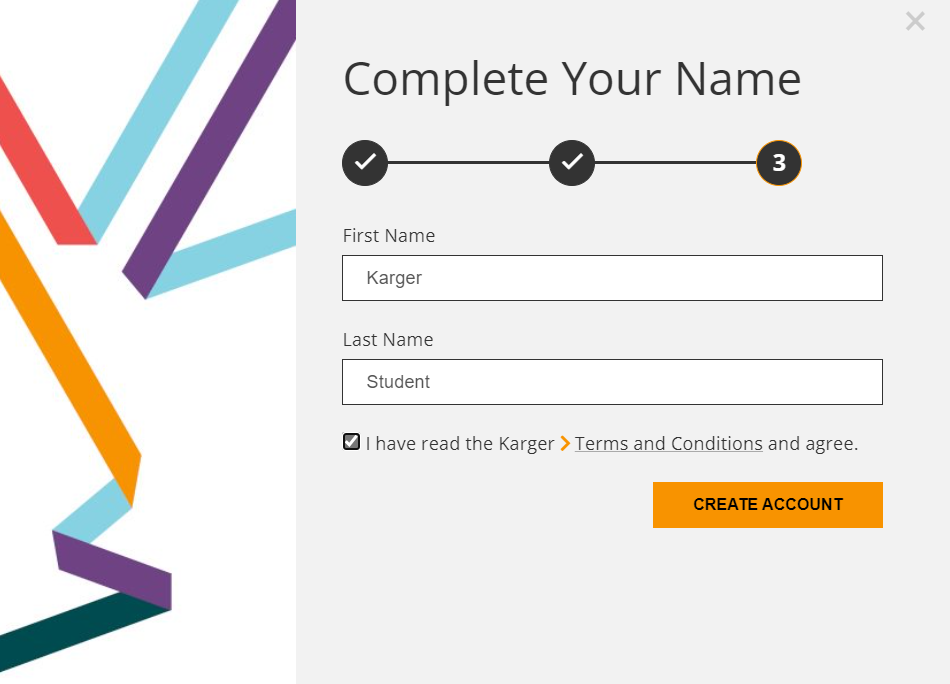 Complete Your Name
3
First Name
Karger
Last Name
Student
I have read the Karger Terms and Conditions and agree.
CREATE ACCOUNT